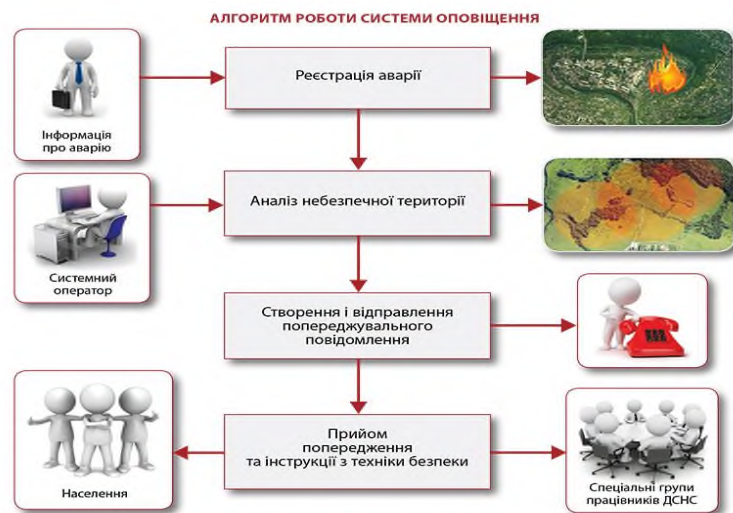 АЛГОРИТМ РОБОТИ СИСТЕМИ ОПОВІЩЕННЯ
Інформація
про аварію
Реєстрація аварії
Системний
оператор
Аналіз небезпечної території
Створення і відправлення
попереджувального
повідомлення
Населення
Прийом
попередження
та інструкції з техніки безпеки
Спеціальні групи
працівників ДСНС